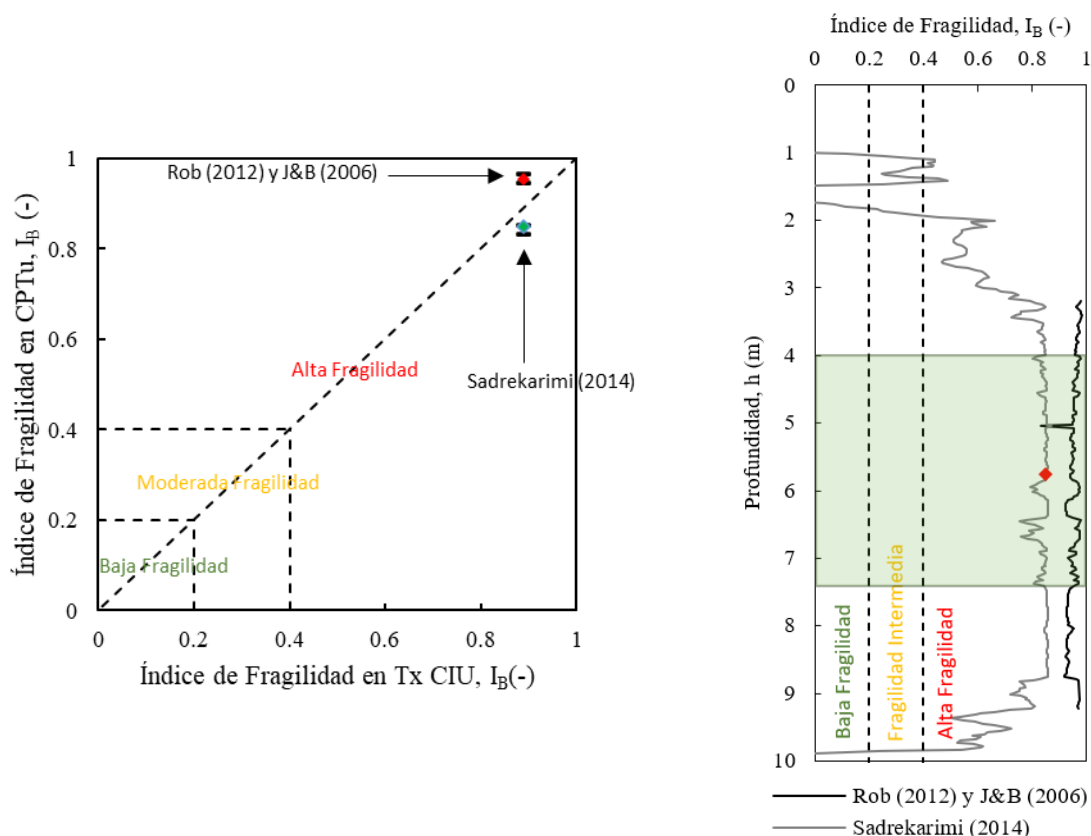 Índice de Fragilidad en CPTu, I_B (-)
1
0.8
0.6
0.4
0.2
0
Rob (2012) y J&B (2006)
Alta Fragilidad
Sadrekarimi (2014)
Moderada Fragilidad
Baja Fragilidad
0 0.2 0.4 0.6 0.8 1
Índice de Fragilidad en Tx CIU, I_B(-)
Índice de Fragilidad, I_B (-)
0 0.2 0.4 0.6 0.8 1
Profundidad, h (m)
0
1
2
3
4
5
6
7
8
9
10
Baja Fragilidad
Fragilidad Intermedia
Alta Fragilidad
Rob (2012) y J&B (2006)
Sadrekarimi (2014)